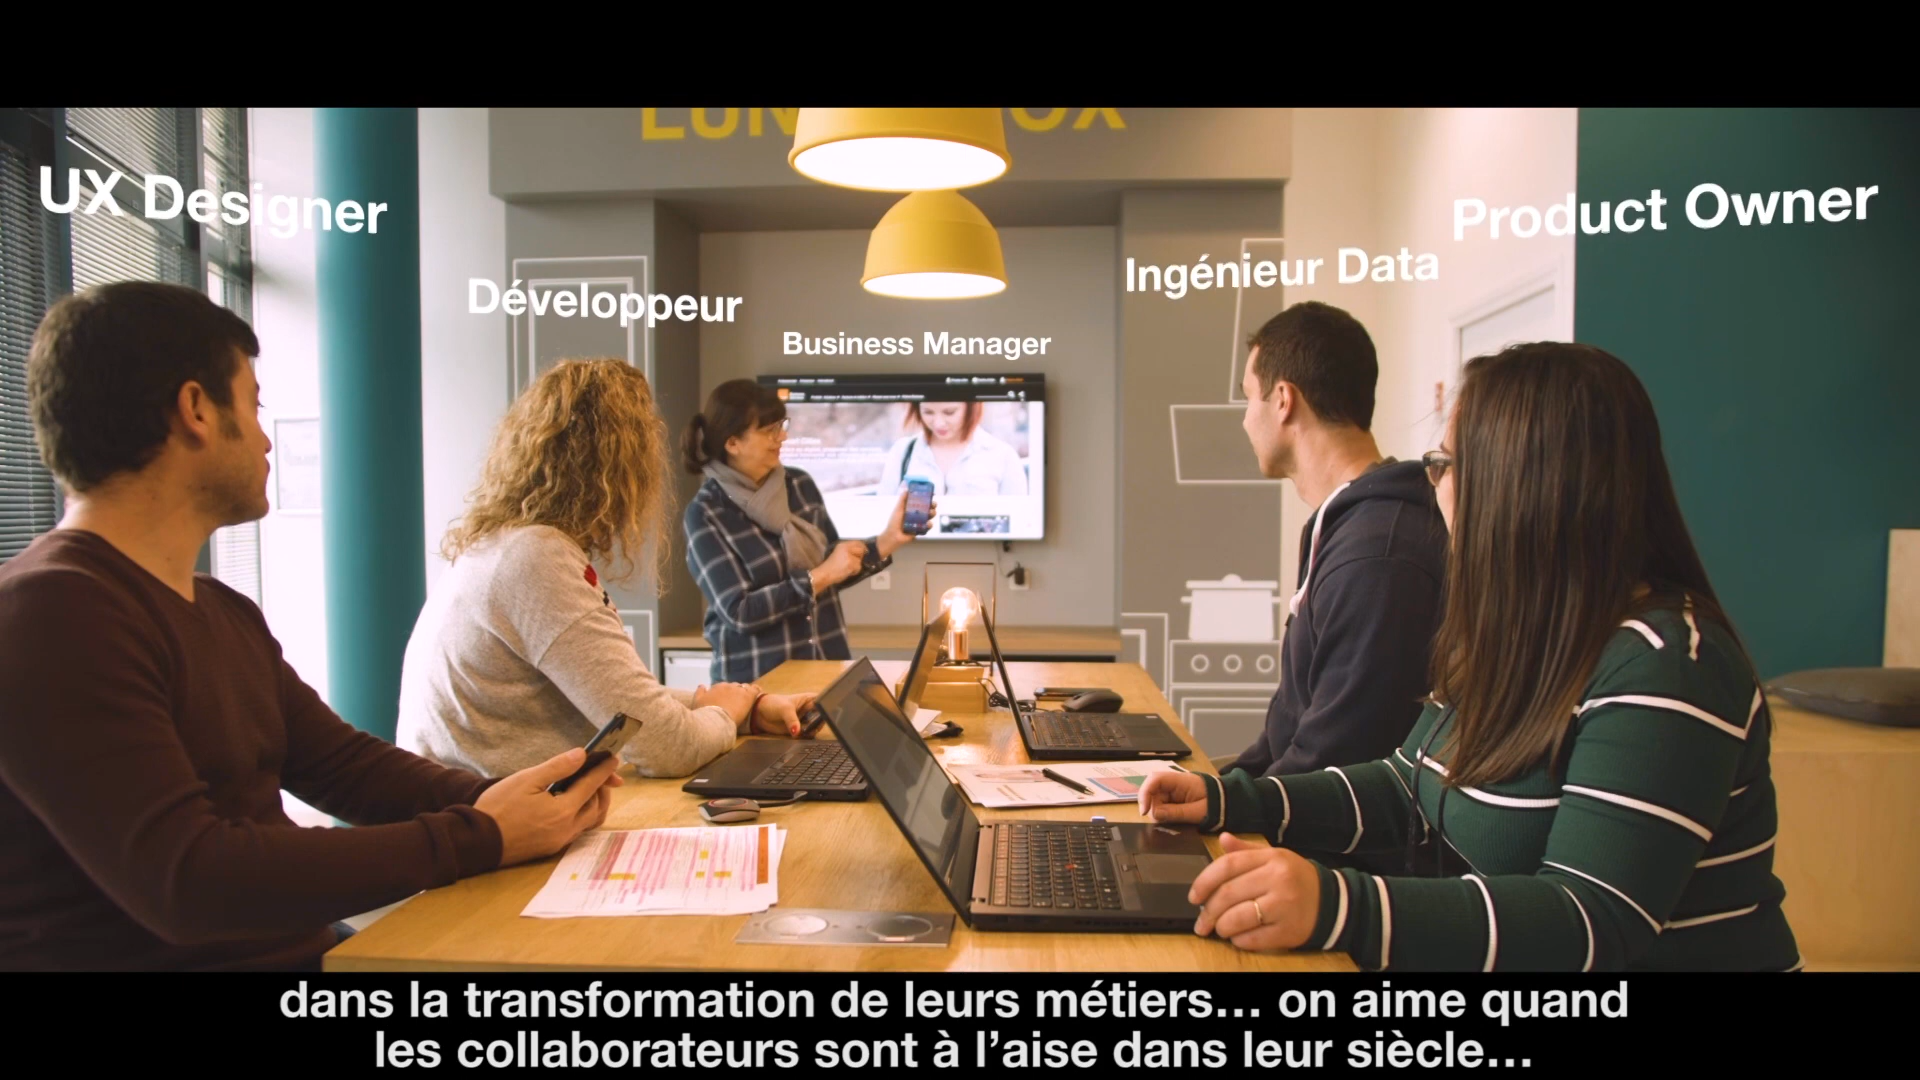 UX Designer
Développeur
Business Manager
Ingénieur Data
Product Owner
dans la transformation de leurs métiers... on aime quand
les collaborateurs sont à l'aise dans leur siècle...